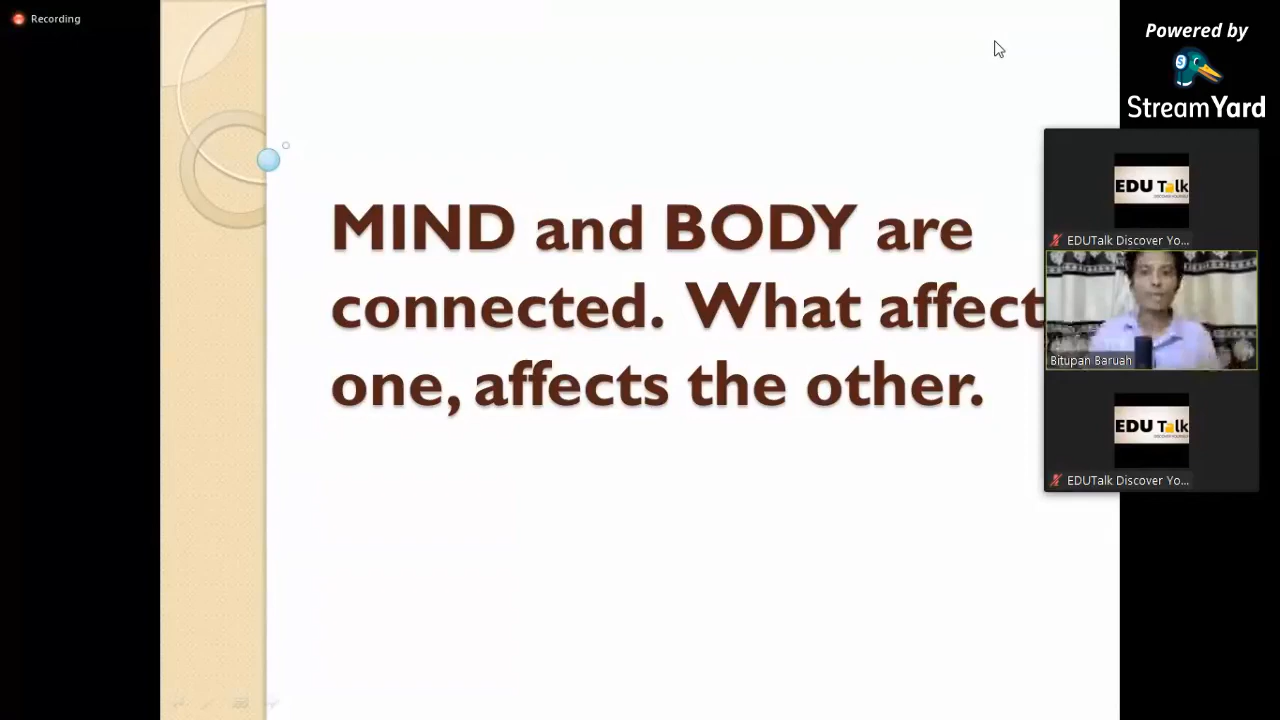 Recording
Powered by
StreamYard
MIND and BODY are
connected. What affect
one, affects the other.
EDU Talk
EDUTalk Discover Yo...
Bitupan Baruah
EDU Talk
EDUTalk Discover Yo...